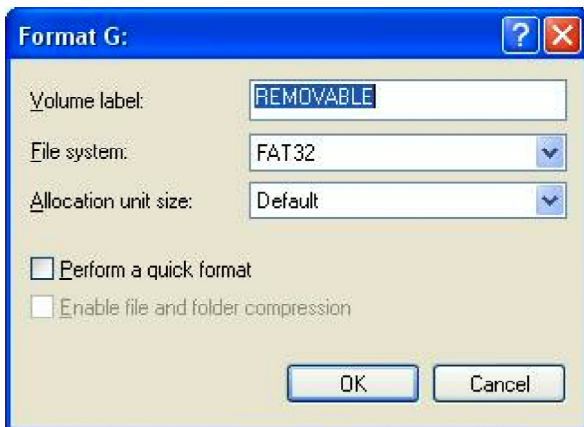 Format G:
Volume label: REMOVABLE
File system: FAT32
Allocation unit size: Default
Perform a quick format
Enable file and folder compression
OK Cancel